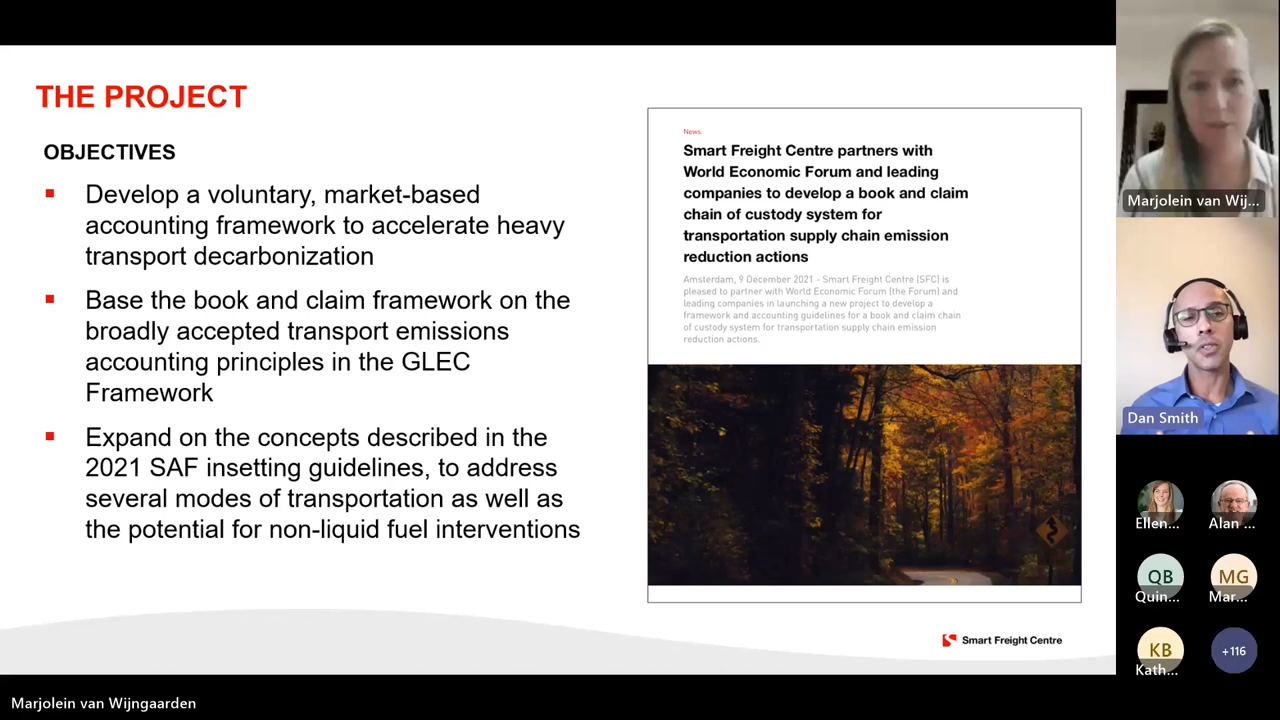 THE PROJECT
OBJECTIVES
Develop a voluntary, market-based
accounting framework to accelerate heavy
transport decarbonization
Base the book and claim framework on the
broadly accepted transport emissions
accounting principles in the GLEC
Framework
Expand on the concepts described in the
2021 SAF insetting guidelines, to address
several modes of transportation as well as
the potential for non-liquid fuel interventions
News
Smart Freight Centre partners with
World Economic Forum and leading
companies to develop a book and claim
chain of custody system for
transportation supply chain emission
reduction actions
Amsterdam, 9 December 2021 - Smart Freight Centre (SFC) is
pleased to partner with World Economic Forum (the Forum) and
leading companies in launching a new project to develop a
framework and accounting guidelines for a book and claim chain
of custody system for transportation supply chain emission
reduction actions.
Smart Freight Centre
Marjolein van Wij...
Dan Smith
Ellen...
Alan ...
QB
Quin...
MG
Mar...
KB
Kath...
+116
Marjolein van Wijngaarden